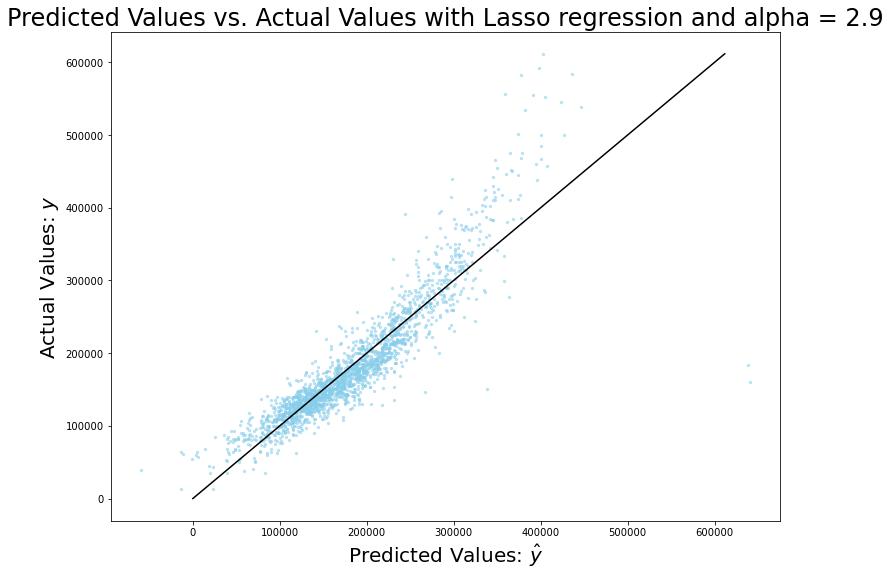 Predicted Values vs. Actual Values with Lasso regression and alpha = 2.9
600000
500000
400000
300000
200000
100000
0
Actual Values: y
0 100000 200000 300000 400000 500000 600000
Predicted Values: ŷ